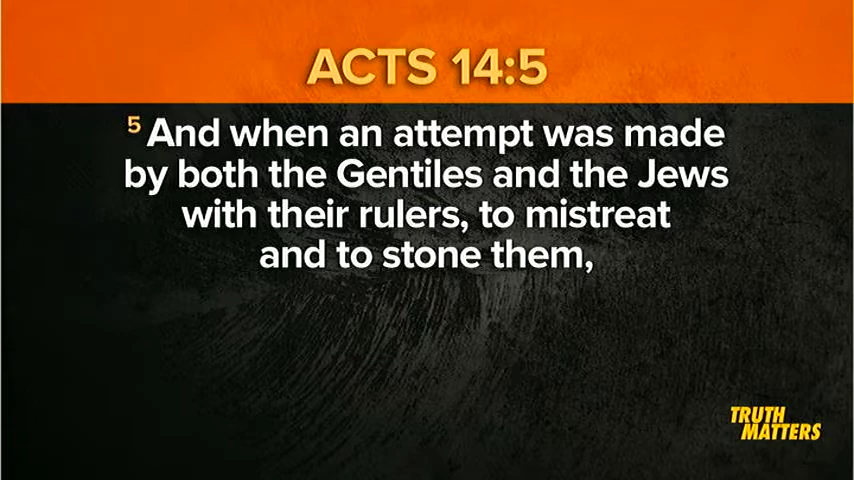 ACTS 14:5
5 And when an attempt was made
by both the Gentiles and the Jews
with their rulers, to mistreat
and to stone them,
TRUTH
MATTERS